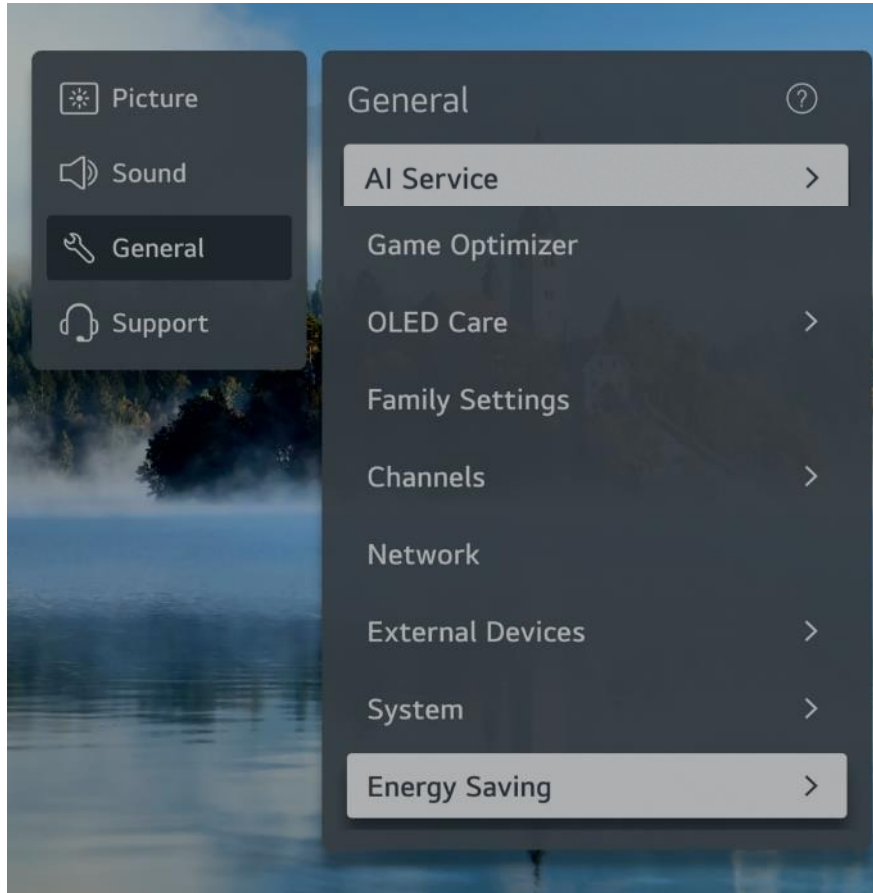 Picture
Sound
General
Support
General
AI Service
Game Optimizer
OLED Care
Family Settings
Channels
Network
External Devices
System
Energy Saving